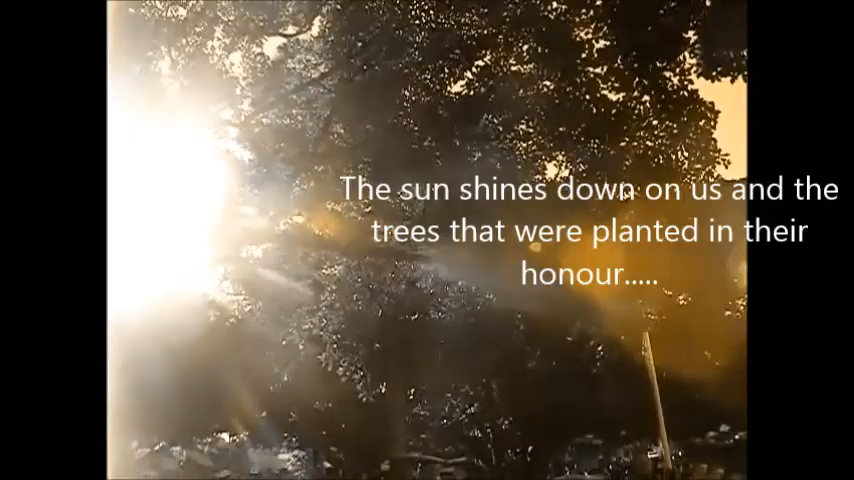 The sun shines down on us and the
trees that were planted in their
honour.....